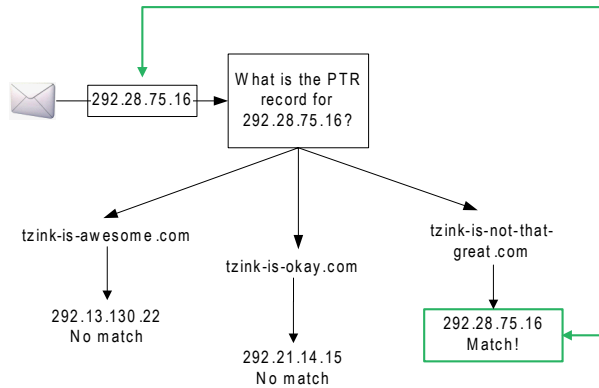 292.28.75.16
What is the PTR
record for
292.28.75.16?
tzink-is-awesome.com
292.13.130.22
No match
tzink-is-okay.com
292.21.14.15
No match
tzink-is-not-that-
great.com
292.28.75.16
Match!